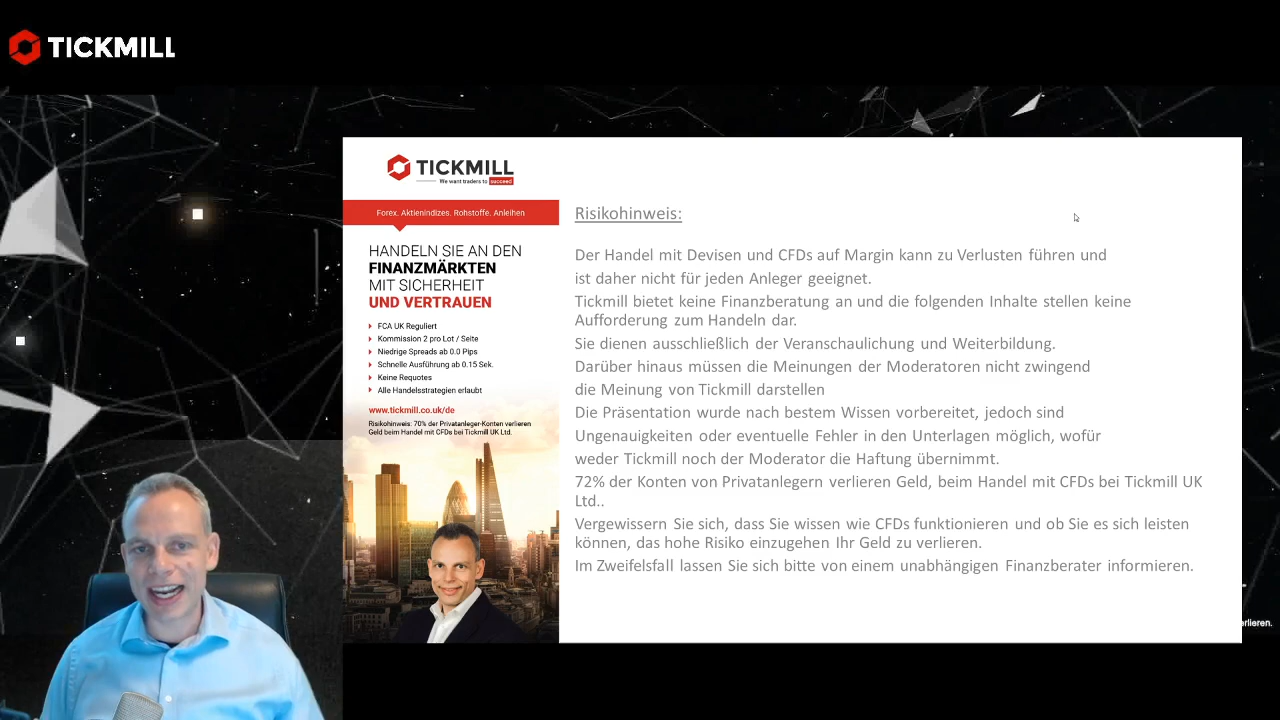 TICKMILL
TICKMILL
We want traders to succeed
Forex. Aktienindizes. Rohstoffe. Anleihen
HANDELN SIE AN DEN
FINANZMÄRKTEN
MIT SICHERHEIT
UND VERTRAUEN
FCA UK Reguliert
Kommission 2 pro Lot / Seite
Niedrige Spreads ab 0.0 Pips
Schnelle Ausführung ab 0.15 Sek.
Keine Requotes
Alle Handelsstrategien erlaubt
www.tickmill.co.uk/de
Risikohinweis: 70% der Privatanleger-Konten verlieren
Geld beim Handel mit CFDs bei Tickmill UK Ltd.
Risikohinweis:
Der Handel mit Devisen und CFDs auf Margin kann zu Verlusten führen und
ist daher nicht für jeden Anleger geeignet.
Tickmill bietet keine Finanzberatung an und die folgenden Inhalte stellen keine
Aufforderung zum Handeln dar.
Sie dienen ausschließlich der Veranschaulichung und Weiterbildung.
Darüber hinaus müssen die Meinungen der Moderatoren nicht zwingend
die Meinung von Tickmill darstellen
Die Präsentation wurde nach bestem Wissen vorbereitet, jedoch sind
Ungenauigkeiten oder eventuelle Fehler in den Unterlagen möglich, wofür
weder Tickmill noch der Moderator die Haftung übernimmt.
72% der Konten von Privatanlegern verlieren Geld, beim Handel mit CFDs bei Tickmill UK
Ltd..
Vergewissern Sie sich, dass Sie wissen wie CFDs funktionieren und ob Sie es sich leisten
können, das hohe Risiko einzugehen Ihr Geld zu verlieren.
Im Zweifelsfall lassen Sie sich bitte von einem unabhängigen Finanzberater informieren.
erlieren.